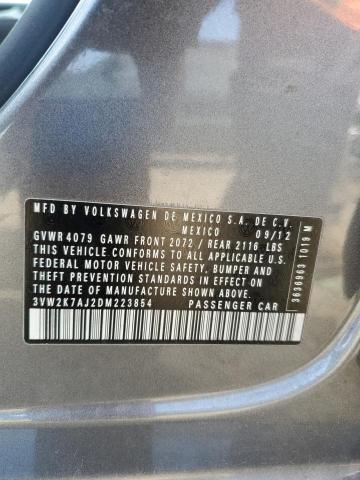 MFD BY VOLKSWAGEN DE MEXICO S.A. DE C.V.
MEXICO 09/12
GVWR 4079 GAWR FRONT 2072 / REAR 2116 LBS
THIS VEHICLE CONFORMS TO ALL APPLICABLE U.S.
FEDERAL MOTOR VEHICLE SAFETY, BUMPER AND
THEFT PREVENTION STANDARDS IN EFFECT ON
THE DATE OF MANUFACTURE SHOWN ABOVE.
3VW2K7AJ2DM223854 PASSENGER CAR
3636963 1019 M